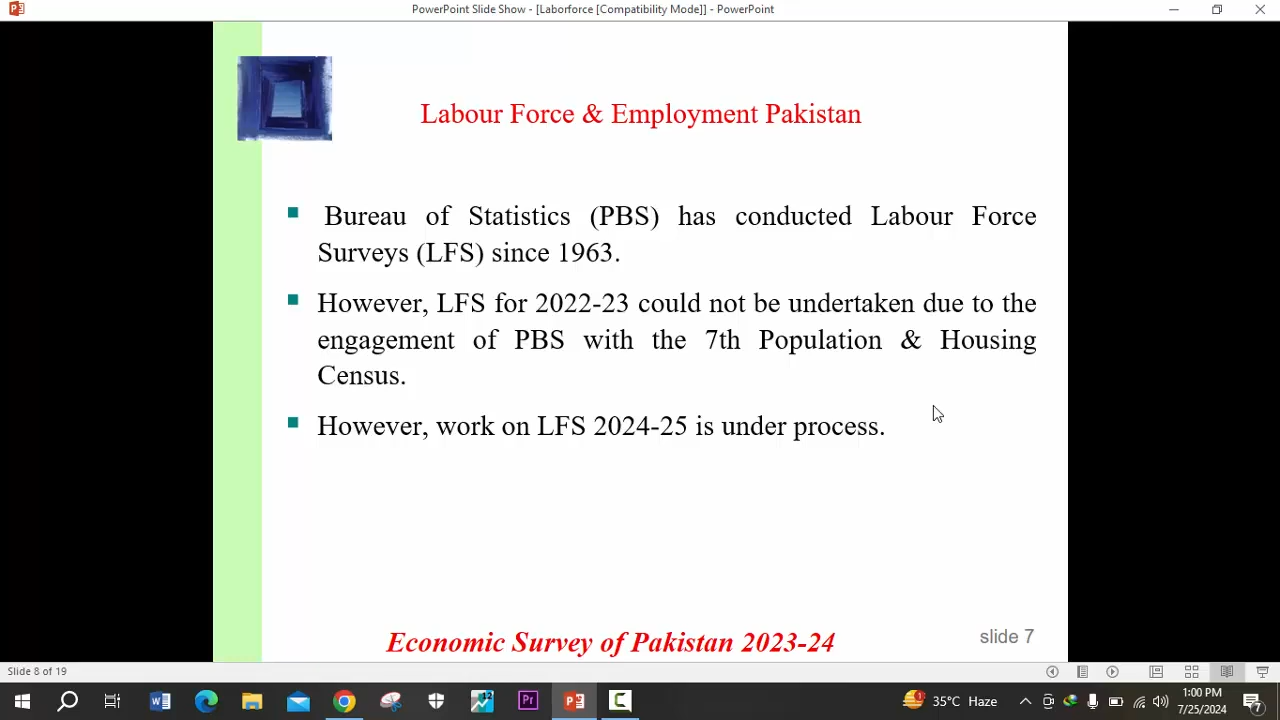 PowerPoint Slide Show - [Laborforce [Compatibility Mode]] - PowerPoint
Labour Force & Employment Pakistan
Bureau of Statistics (PBS) has conducted Labour Force
Surveys (LFS) since 1963.
However, LFS for 2022-23 could not be undertaken due to the
engagement of PBS with the 7th Population & Housing
Census.
However, work on LFS 2024-25 is under process.
Economic Survey of Pakistan 2023-24
slide 7
Slide 8 of 19
35°C Haze
1:00 PM
7/25/2024